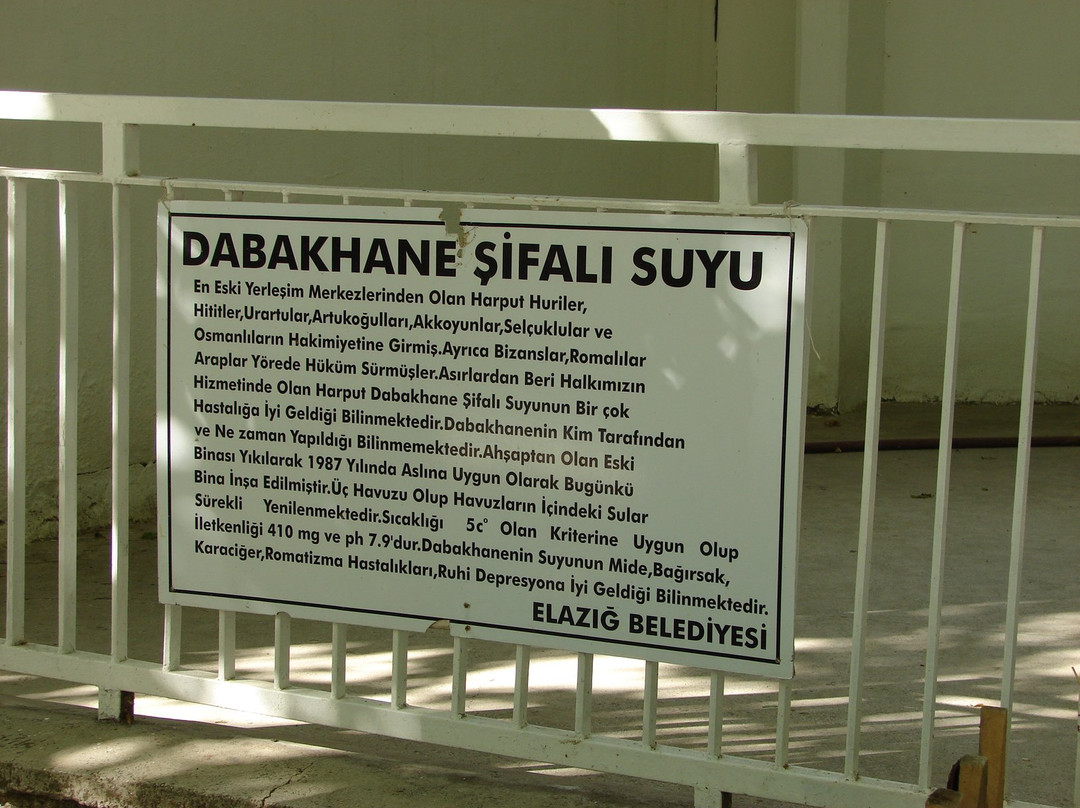 DABAKHANE ŞİFALI SUYU
En Eski Yerleşim Merkezlerinden Olan Harput Huriler,
Hititler,Urartular,Artukoğulları,Akkoyunlar,Selçuklular ve
Osmanlıların Hakimiyetine Girmiş.Ayrıca Bizanslar,Romalılar
Araplar Yörede Hüküm Sürmüşler.Asırlardan Beri Halkımızın
Hizmetinde Olan Harput Dabakhane Şifalı Suyunun Bir çok
Hastalığa İyi Geldiği Bilinmektedir.Dabakhanenin Kim Tarafından
ve Ne zaman Yapıldığı Bilinmemektedir.Ahşaptan Olan Eski
Binası Yıkılarak 1987 Yılında Aslına Uygun Olarak Bugünkü
Bina İnşa Edilmiştir.Üç Havuzu Olup Havuzların İçindeki Sular
Sürekli Yenilenmektedir.Sıcaklığı 5c° Olan Kriterine Uygun Olup
İletkenliği 410 mg ve ph 7.9'dur.Dabakhanenin Suyunun Mide,Bağırsak,
Karaciğer,Romatizma Hastalıkları,Ruhi Depresyona İyi Geldiği Bilinmektedir.
ELAZIĞ BELEDİYESİ